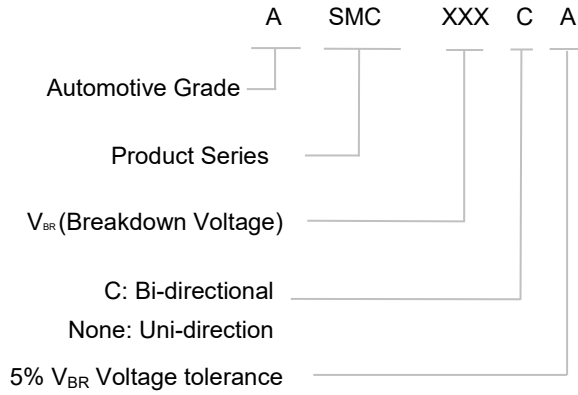 A SMC XXX C A
Automotive Grade
Product Series
VBR(Breakdown Voltage)
C: Bi-directional
None: Uni-direction
5% VBR Voltage tolerance